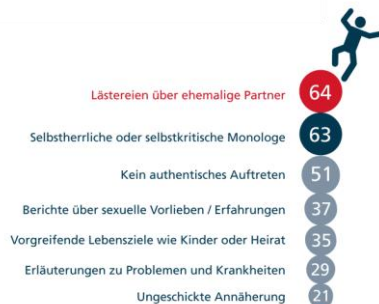 Lästereien über ehemalige Partner 64
Selbstherrliche oder selbstkritische Monologe 63
Kein authentisches Auftreten 51
Berichte über sexuelle Vorlieben / Erfahrungen 37
Vorgreifende Lebensziele wie Kinder oder Heirat 35
Erläuterungen zu Problemen und Krankheiten 29
Ungeschickte Annäherung 21